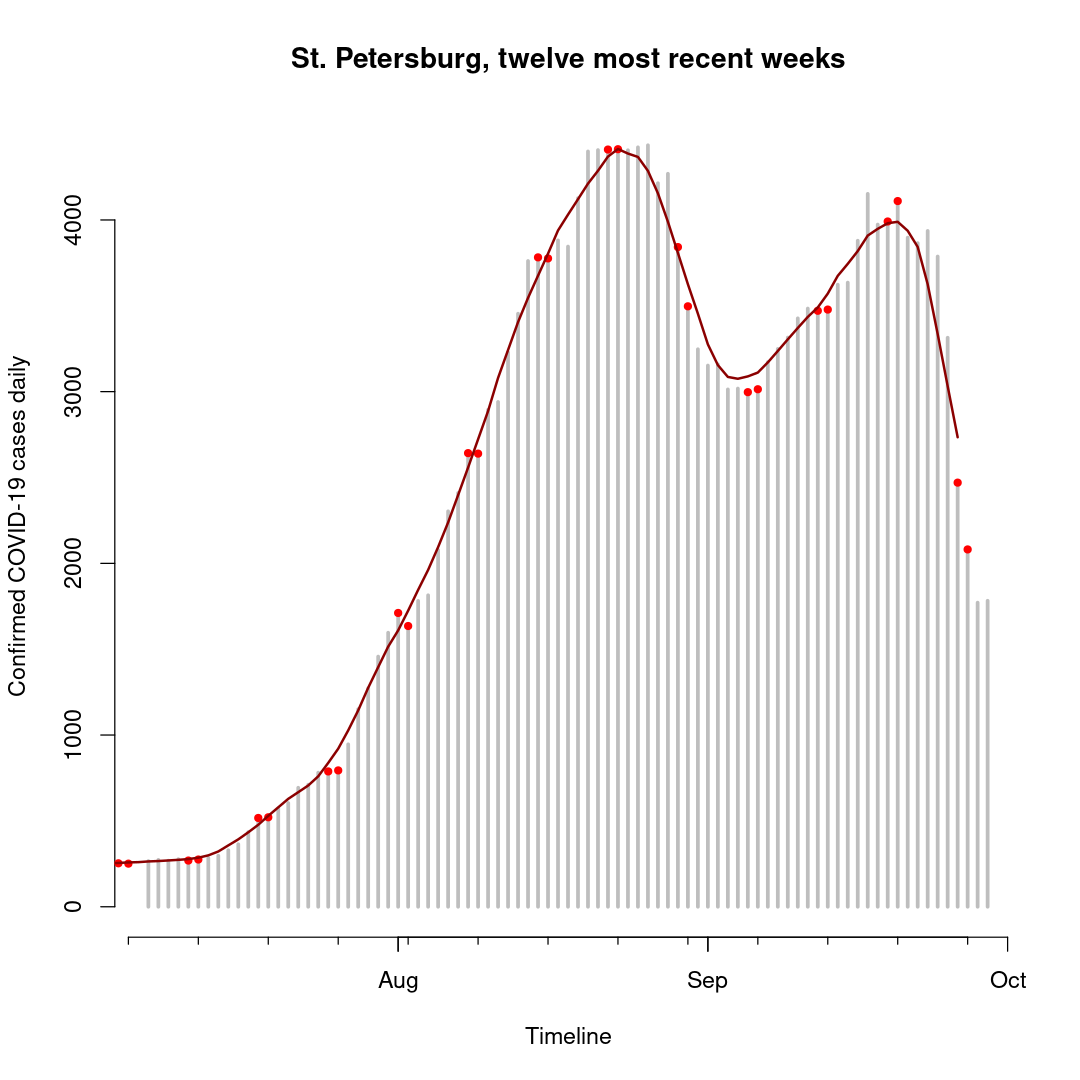 St. Petersburg, twelve most recent weeks
Confirmed COVID-19 cases daily
4000
3000
2000
1000
0
Aug
Sep
Oct
Timeline